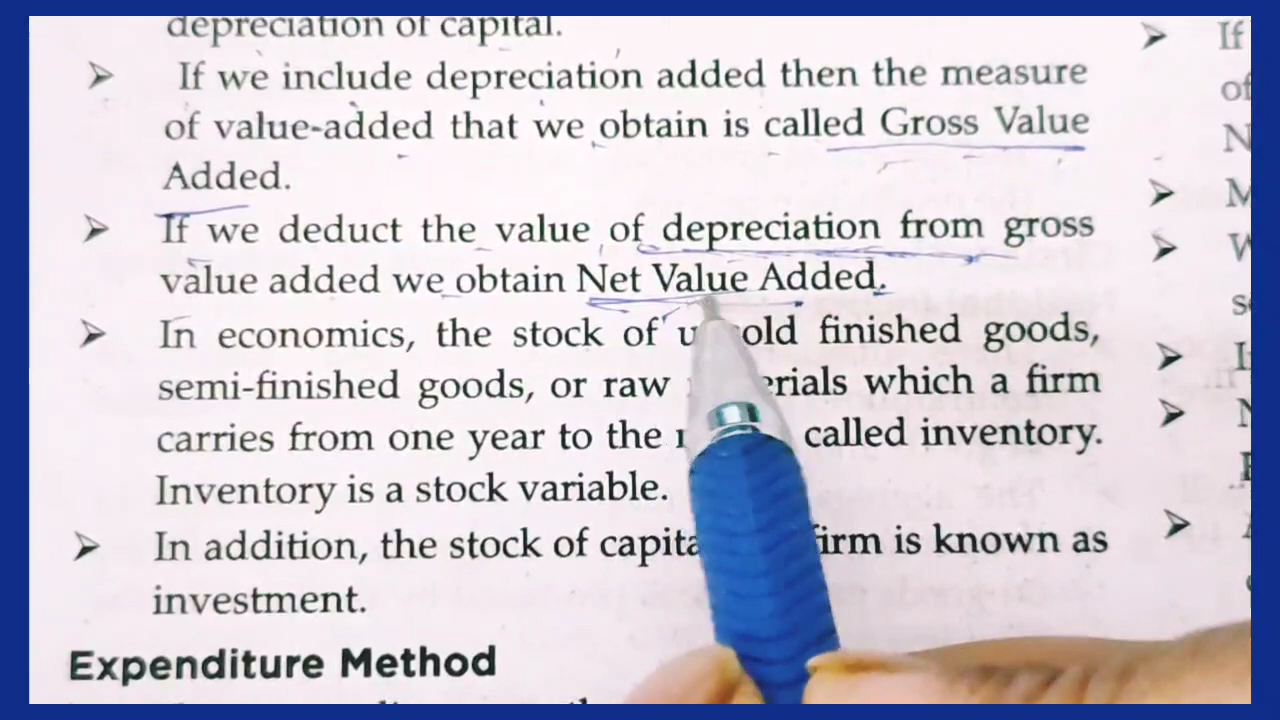 depreciation of capital.
➢ If we include depreciation added then the measure
of value-added that we obtain is called Gross Value
Added.
➢ If we deduct the value of depreciation from gross
value added we obtain Net Value Added.
➢ In economics, the stock of old finished goods,
semi-finished goods, or raw erials which a firm
carries from one year to the called inventory.
Inventory is a stock variable.
➢ In addition, the stock of capita firm is known as
investment.
Expenditure Method
➢ If
of
N
➢ M
➢ W
➢ I
➢ N